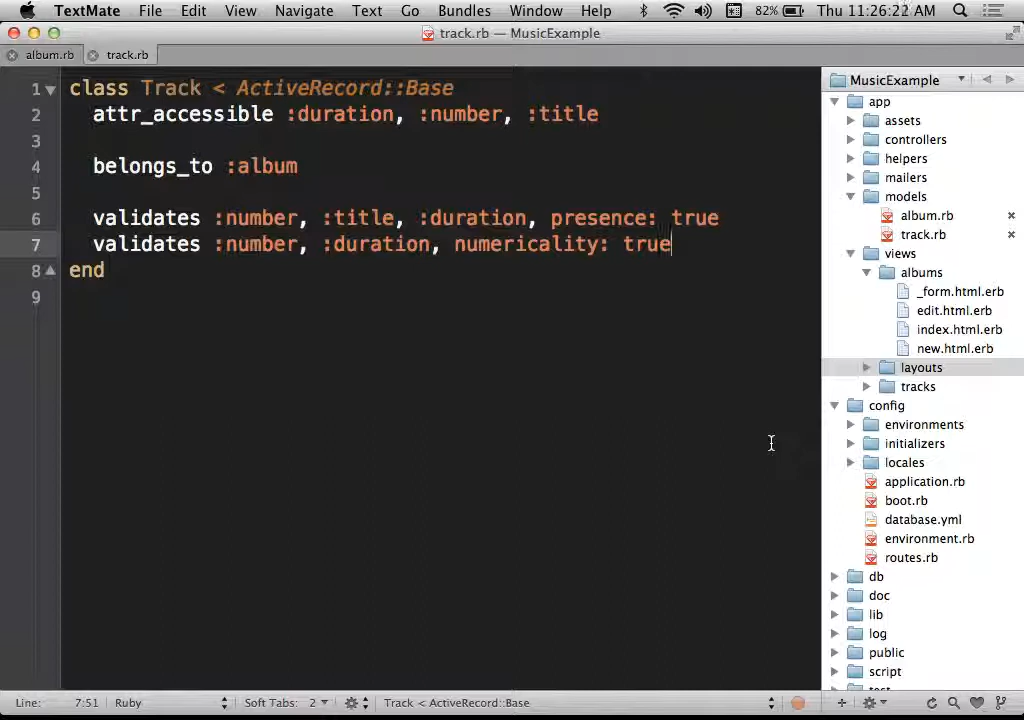 TextMate File Edit View Navigate Text Go Bundles Window Help 82% Thu 11:26:22 AM
track.rb — MusicExample
album.rb track.rb
1 class Track < ActiveRecord::Base
2 attr_accessible :duration, :number, :title
3
4 belongs_to :album
5
6 validates :number, :title, :duration, presence: true
7 validates :number, :duration, numericality: true
8 end
9
MusicExample
app
assets
controllers
helpers
mailers
models
album.rb
track.rb
views
albums
_form.html.erb
edit.html.erb
index.html.erb
new.html.erb
layouts
tracks
config
environments
initializers
locales
application.rb
boot.rb
database.yml
environment.rb
routes.rb
db
doc
lib
log
public
script
Line: 7:51 Ruby Soft Tabs: 2 Track < ActiveRecord::Base